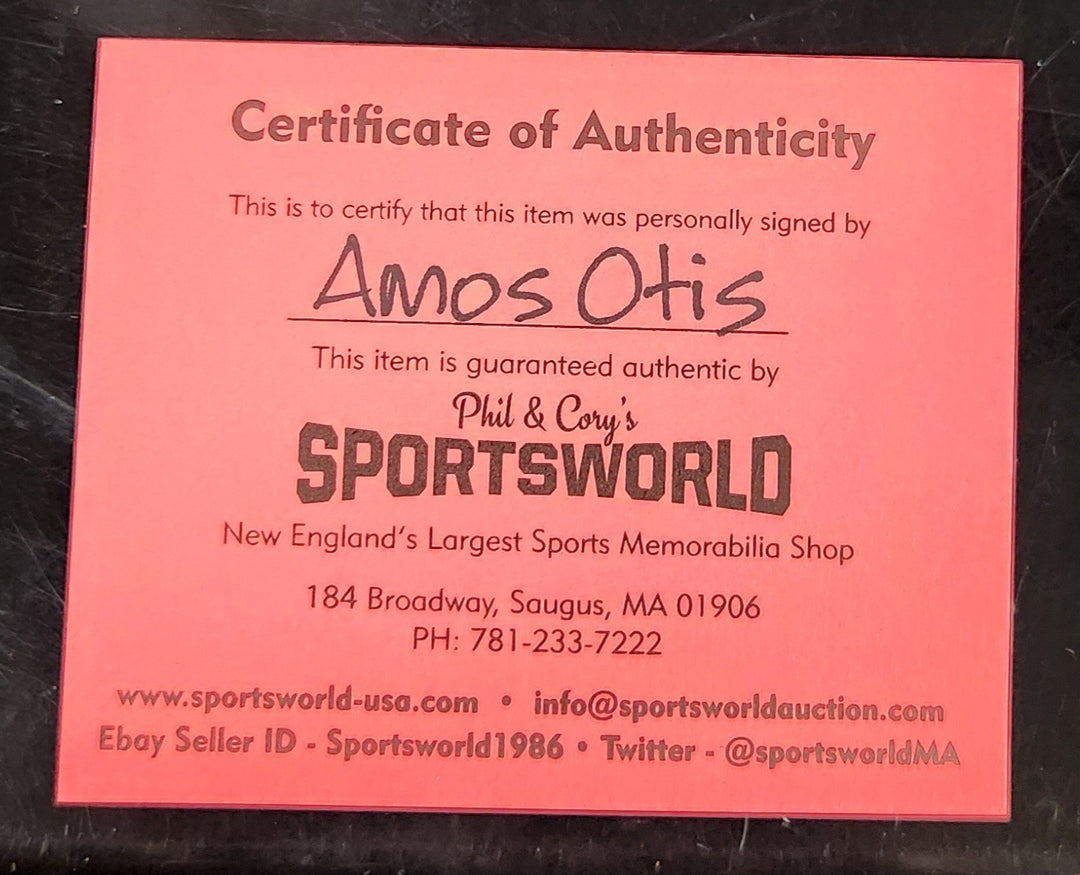 Certificate of Authenticity
This is to certify that this item was personally signed by
Amos Otis
This item is guaranteed authentic by
Phil & Cory's
SPORTSWORLD
New England's Largest Sports Memorabilia Shop
184 Broadway, Saugus, MA 01906
PH: 781-233-7222
www.sportsworld-usa.com • info@sportsworldauction.com
Ebay Seller ID - Sportsworld1986 • Twitter - @sportsworldMA